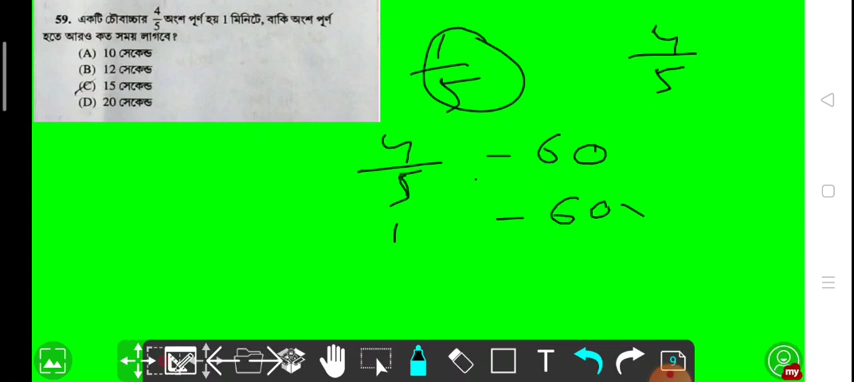 59. একটি চৌবাচ্চার 4/5 অংশ পূর্ণ হয় 1 মিনিটে, বাকি অংশ পূর্ণ
হতে আরও কত সময় লাগবে?
(A) 10 সেকেন্ড
(B) 12 সেকেন্ড
(C) 15 সেকেন্ড
(D) 20 সেকেন্ড
1/5
4/5
4/5 - 60
1 - 60×
T
9
my